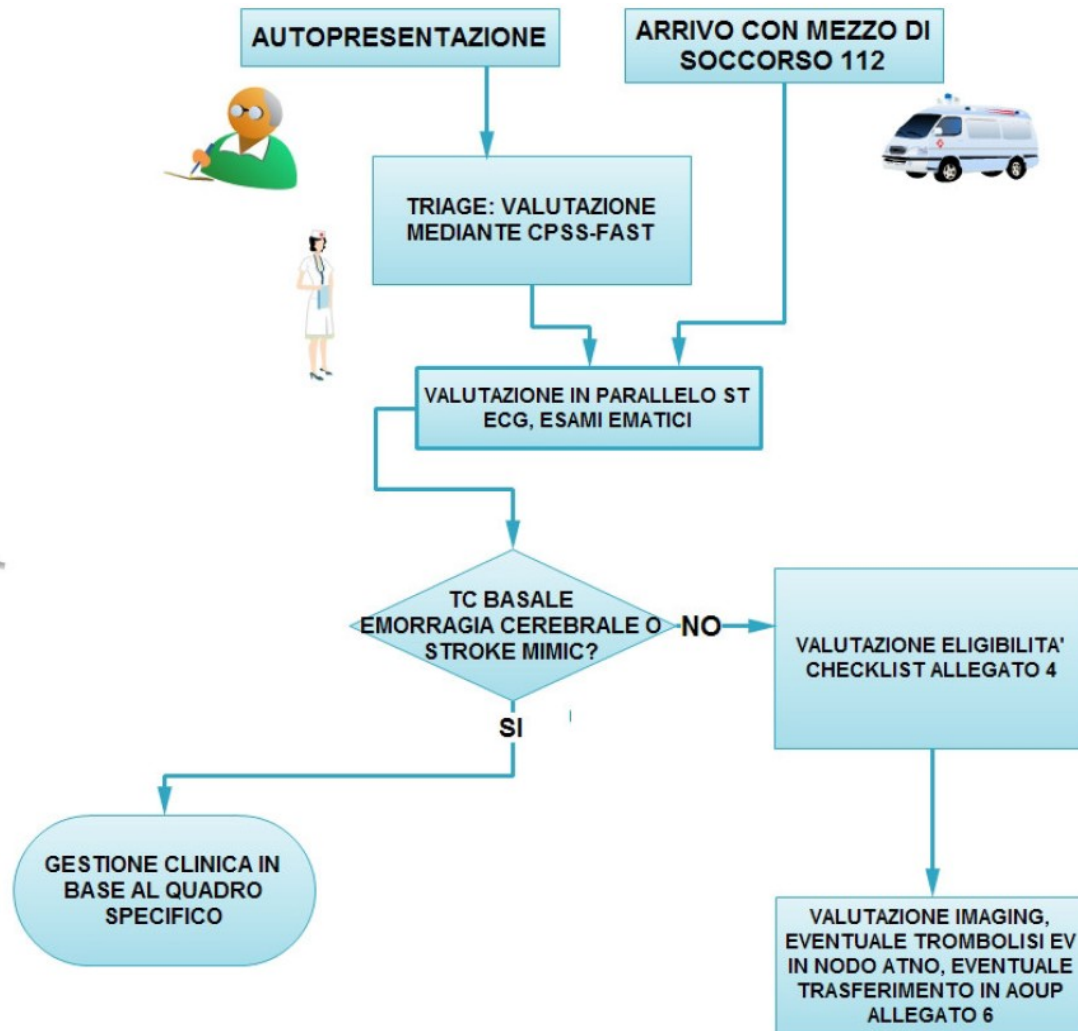 AUTOPRESENTAZIONE
ARRIVO CON MEZZO DI
SOCCORSO 112
TRIAGE: VALUTAZIONE
MEDIANTE CPSS-FAST
VALUTAZIONE IN PARALLELO ST
ECG, ESAMI EMATICI
TC BASALE
EMORRAGIA CEREBRALE O
STROKE MIMIC?
NO
VALUTAZIONE ELIGIBILITA'
CHECKLIST ALLEGATO 4
SI
GESTIONE CLINICA IN
BASE AL QUADRO
SPECIFICO
VALUTAZIONE IMAGING,
EVENTUALE TROMBOLISI EV
IN NODO ATNO, EVENTUALE
TRASFERIMENTO IN AOUP
ALLEGATO 6